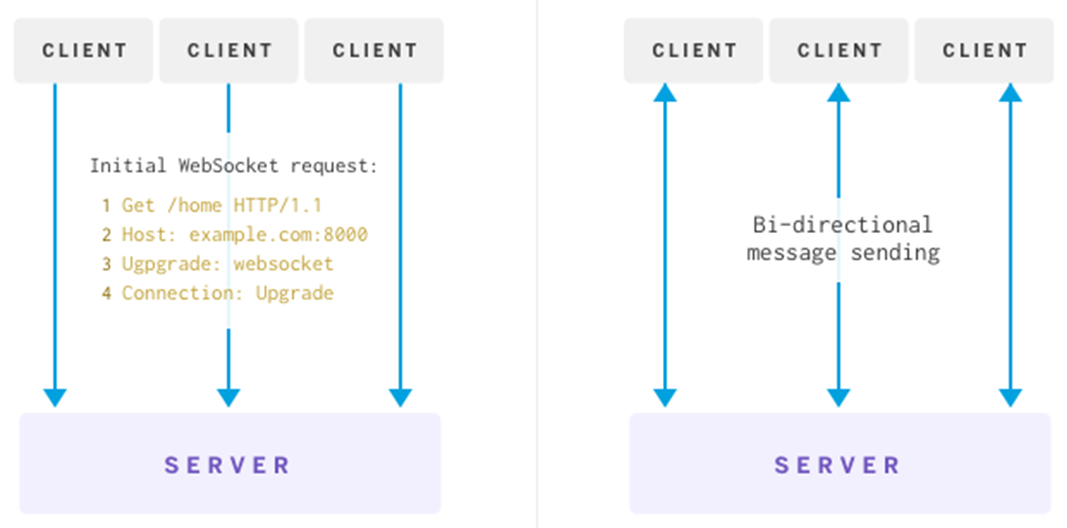 CLIENT CLIENT CLIENT
Initial WebSocket request:
1 Get /home HTTP/1.1
2 Host: example.com:8000
3 Ugpgrade: websocket
4 Connection: Upgrade
SERVER
CLIENT CLIENT CLIENT
Bi-directional
message sending
SERVER